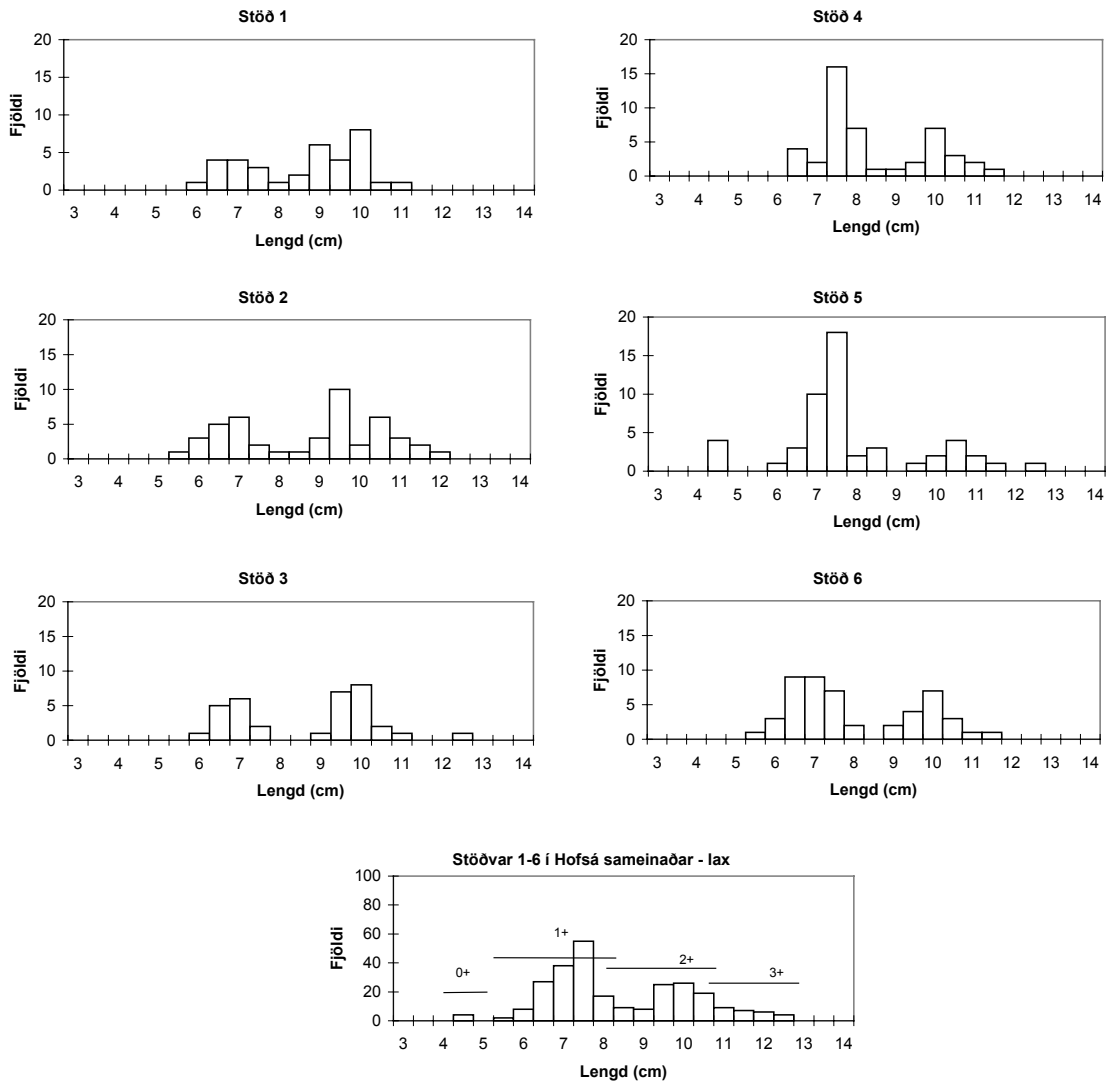 Stöð 1
20
15
10
5
0
Fjöldi
3 4 5 6 7 8 9 10 11 12 13 14
Lengd (cm)
Stöð 4
20
15
10
5
0
Fjöldi
3 4 5 6 7 8 9 10 11 12 13 14
Lengd (cm)
Stöð 2
20
15
10
5
0
Fjöldi
3 4 5 6 7 8 9 10 11 12 13 14
Lengd (cm)
Stöð 5
20
15
10
5
0
Fjöldi
3 4 5 6 7 8 9 10 11 12 13 14
Lengd (cm)
Stöð 3
20
15
10
5
0
Fjöldi
3 4 5 6 7 8 9 10 11 12 13 14
Lengd (cm)
Stöð 6
20
15
10
5
0
Fjöldi
3 4 5 6 7 8 9 10 11 12 13 14
Lengd (cm)
Stöðvar 1-6 í Hofsá sameinaðar - lax
100
80
60
40
20
0
Fjöldi
0+
1+
2+
3+
3 4 5 6 7 8 9 10 11 12 13 14
Lengd (cm)